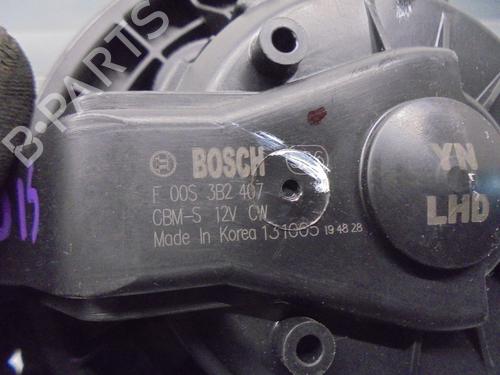 B-PARTS
BOSCH
F 00S 3B2 407
CBM-S 12V CW
Made In Korea 131005 19 48 28
YN
LHD